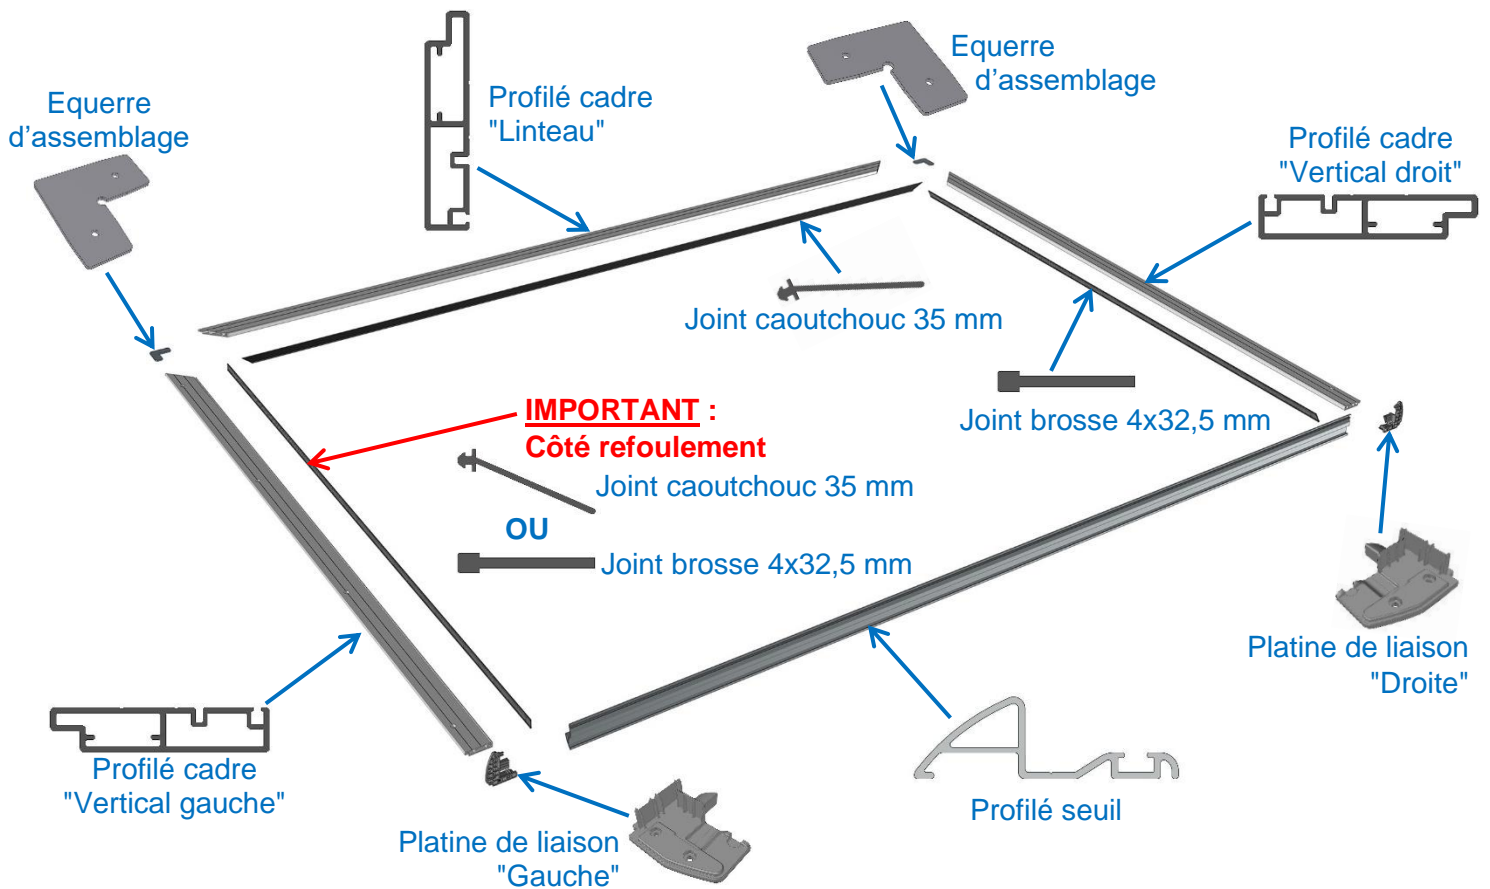 Equerre
d'assemblage
Profilé cadre
"Linteau"
Equerre
d'assemblage
Profilé cadre
"Vertical droit"
Joint caoutchouc 35 mm
Joint brosse 4x32,5 mm
IMPORTANT :
Côté refoulement
Joint caoutchouc 35 mm
OU
Joint brosse 4x32,5 mm
Platine de liaison
"Droite"
Profilé cadre
"Vertical gauche"
Profilé seuil
Platine de liaison
"Gauche"